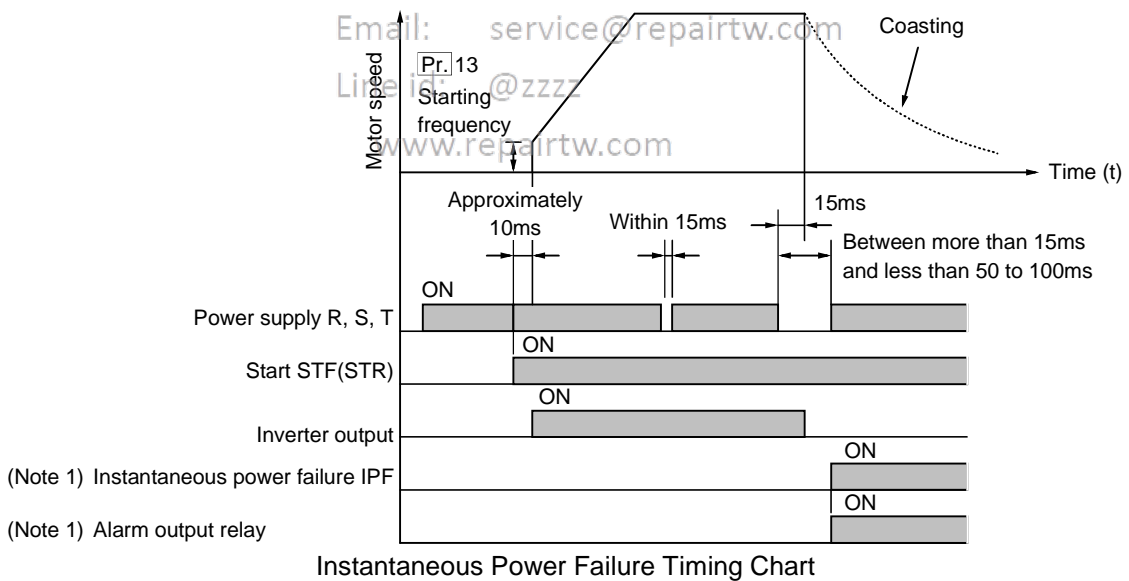 Email: service@repairtw.com
Coasting
Pr. 13
Line id: @zzzz
Starting
frequency
Motor speed
www.repairtw.com
Time (t)
Approximately
10ms
Within 15ms
15ms
Between more than 15ms
and less than 50 to 100ms
ON
Power supply R, S, T
ON
Start STF(STR)
ON
Inverter output
ON
(Note 1) Instantaneous power failure IPF
ON
(Note 1) Alarm output relay
Instantaneous Power Failure Timing Chart